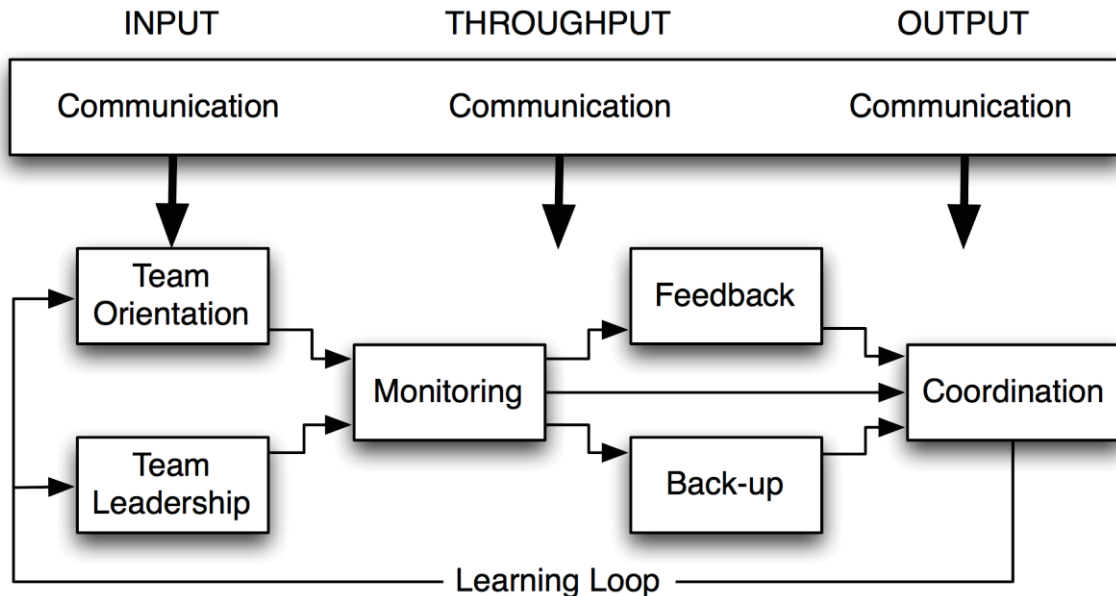 INPUT THROUGHPUT OUTPUT
Communication Communication Communication
Team
Orientation
Feedback
Monitoring
Coordination
Team
Leadership
Back-up
Learning Loop